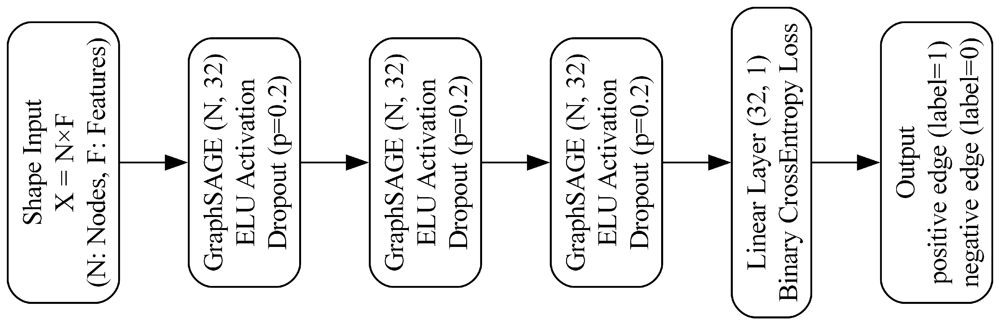 Shape Input
X = N×F
(N: Nodes, F: Features)
GraphSAGE (N, 32)
ELU Activation
Dropout (p=0.2)
GraphSAGE (N, 32)
ELU Activation
Dropout (p=0.2)
GraphSAGE (N, 32)
ELU Activation
Dropout (p=0.2)
Linear Layer (32, 1)
Binary CrossEntropy Loss
Output
positive edge (label=1)
negative edge (label=0)